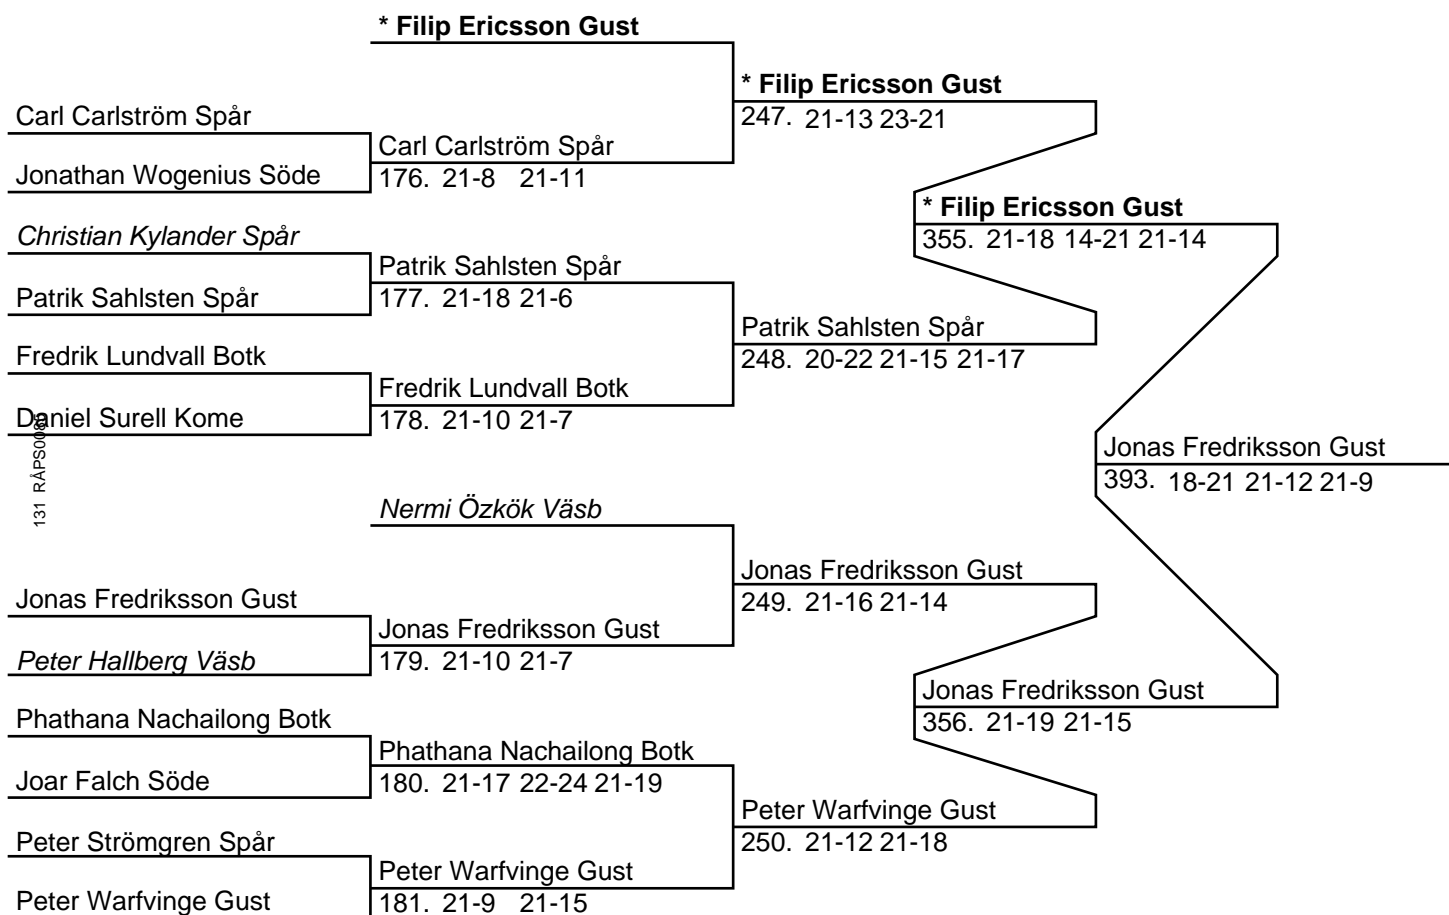 * Filip Ericsson Gust
* Filip Ericsson Gust
247. 21-13 23-21
Carl Carlström Spår
Carl Carlström Spår
Jonathan Wogenius Söde
176. 21-8 21-11
* Filip Ericsson Gust
355. 21-18 14-21 21-14
Christian Kylander Spår
Patrik Sahlsten Spår
Patrik Sahlsten Spår
177. 21-18 21-6
Patrik Sahlsten Spår
248. 20-22 21-15 21-17
Fredrik Lundvall Botk
Fredrik Lundvall Botk
Daniel Surell Kome
178. 21-10 21-7
131 
Jonas Fredriksson Gust
393. 18-21 21-12 21-9
Nermi Özkök Väsb
Jonas Fredriksson Gust
249. 21-16 21-14
Jonas Fredriksson Gust
Jonas Fredriksson Gust
Peter Hallberg Väsb
179. 21-10 21-7
Jonas Fredriksson Gust
356. 21-19 21-15
Phathana Nachailong Botk
Phathana Nachailong Botk
Joar Falch Söde
180. 21-17 22-24 21-19
Peter Warfvinge Gust
250. 21-12 21-18
Peter Strömgren Spår
Peter Warfvinge Gust
Peter Warfvinge Gust
181. 21-9 21-15